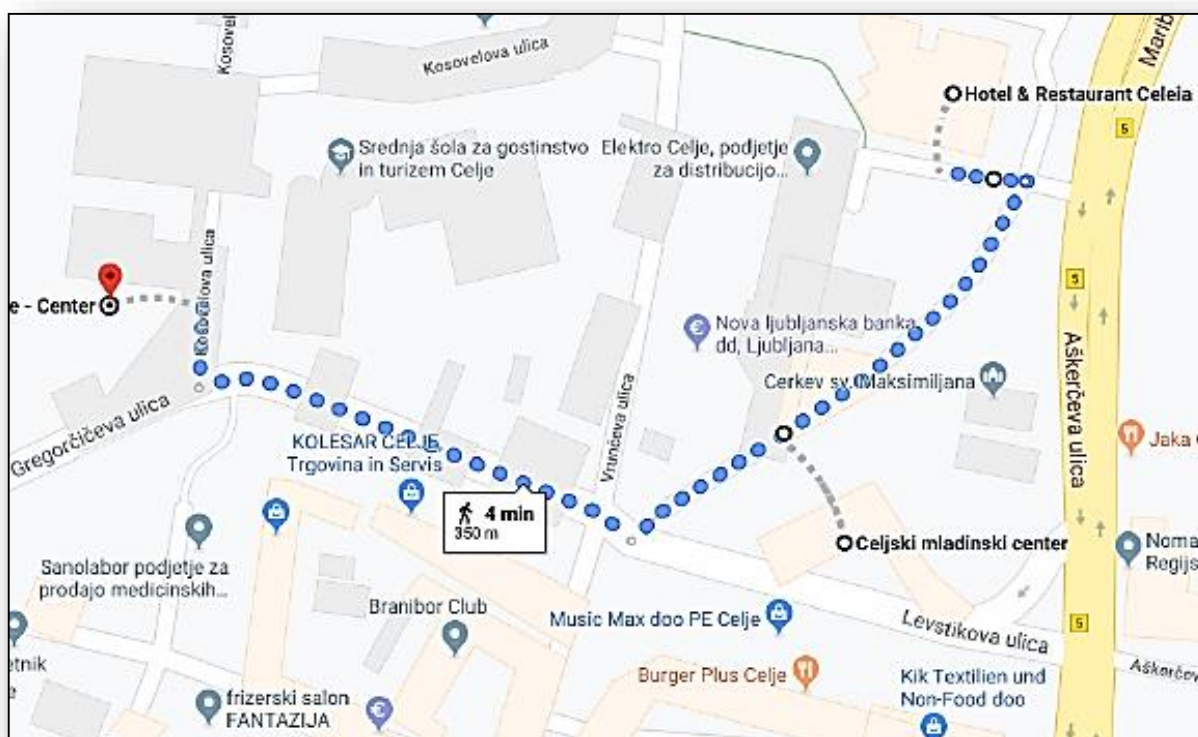 Kosovel
Kosovelova ulica
Marib
5
Hotel & Restaurant Celeia
Srednja šola za gostinstvo
in turizem Celje
Elektro Celje, podjetje
za distribucijo...
Kosovelova ulica
5
e - Center
€ Nova ljubljanska banka
dd, Ljubljana...
Aškerčeva ulica
Cerkev sv. Maksimiljana
Gregorčičeva ulica
KOLESAR CELJE
Trgovina in Servis
Vrunčeva ulica
Jaka
4 min
350 m
Celjski mladinski center
Noma
Regijs
Sanolabor podjetje za
prodajo medicinskih...
Branibor Club
Music Max doo PE Celje
Levstikova ulica
5
etnik
e
Burger Plus Celje
Kik Textilien und
Non-Food doo
Aškerčev
frizerski salon
FANTAZIJA
€